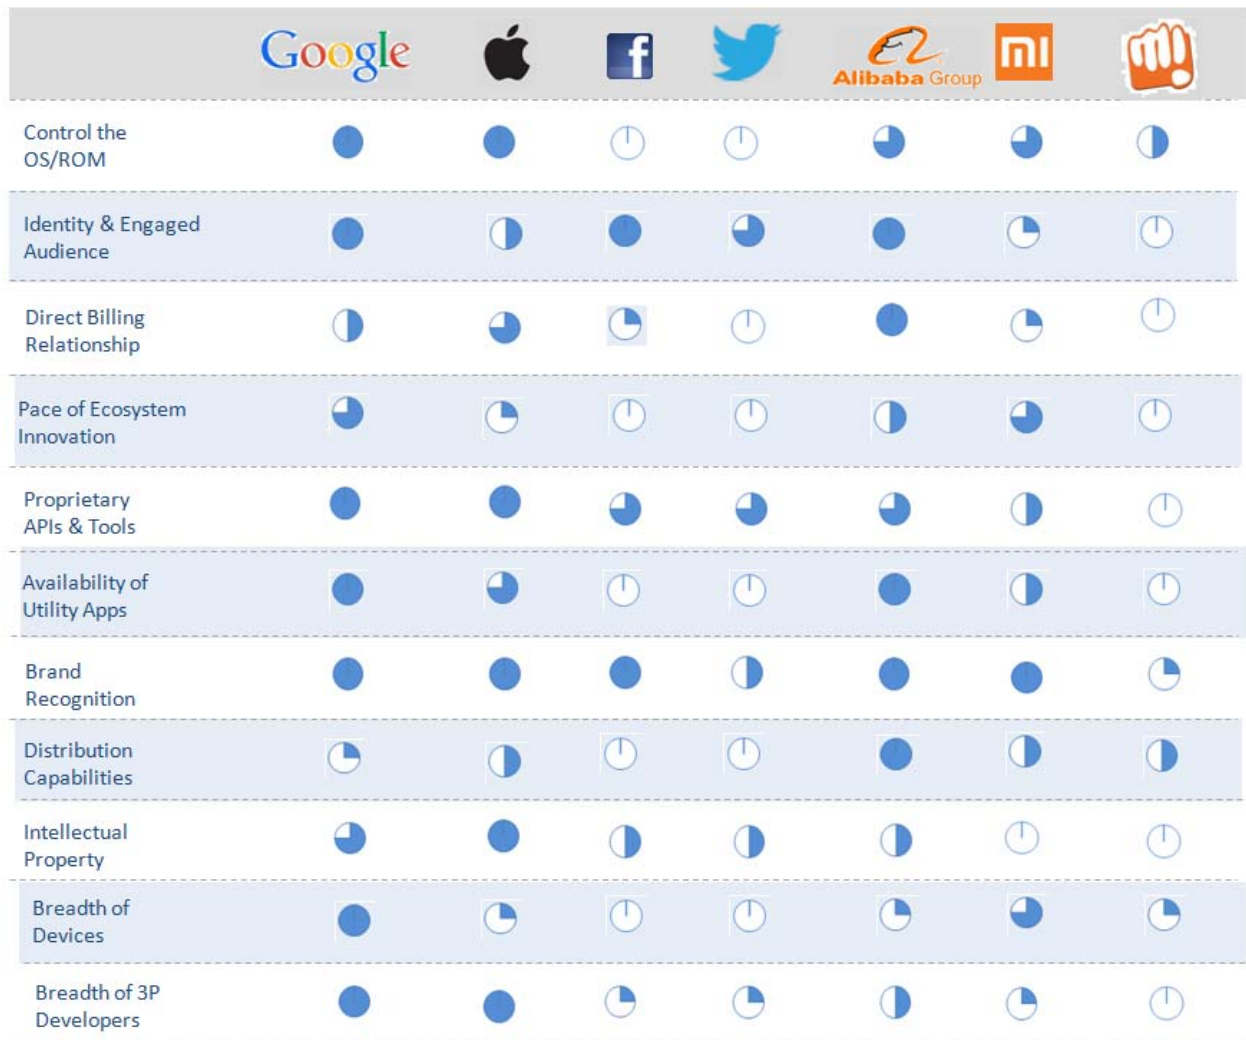 Google
f
Alibaba Group
mi
Control the
OS/ROM
Identity & Engaged
Audience
Direct Billing
Relationship
Pace of Ecosystem
Innovation
Proprietary
APIs & Tools
Availability of
Utility Apps
Brand
Recognition
Distribution
Capabilities
Intellectual
Property
Breadth of
Devices
Breadth of 3P
Developers